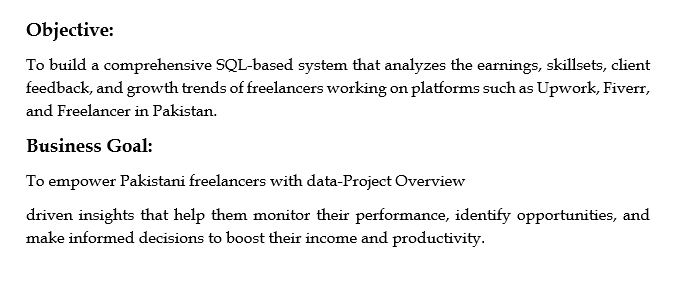 Objective:
To build a comprehensive SQL-based system that analyzes the earnings, skillsets, client
feedback, and growth trends of freelancers working on platforms such as Upwork, Fiverr,
and Freelancer in Pakistan.
Business Goal:
To empower Pakistani freelancers with data-Project Overview
driven insights that help them monitor their performance, identify opportunities, and
make informed decisions to boost their income and productivity.